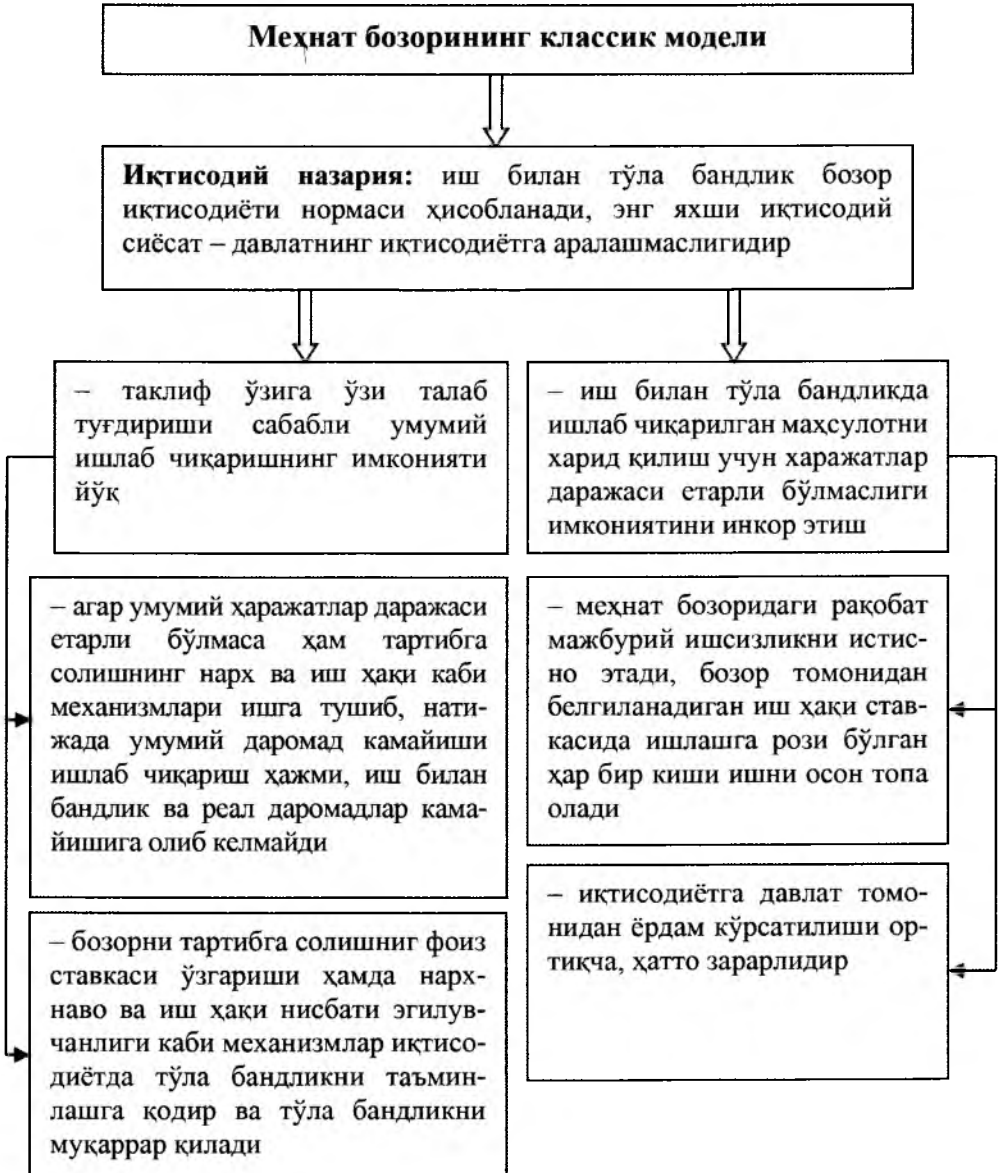 Меҳнат бозорининг классик модели
Иқтисодий назария: иш билан тўла бандлик бозор
иқтисодиёти нормаси ҳисобланади, энг яхши иқтисодий
сиёсат – давлатнинг иқтисодиётга аралашмаслигидир
– таклиф ўзига ўзи талаб
туғдириши сабабли умумий
ишлаб чиқаришнинг имконияти
йўқ
– иш билан тўла бандликда
ишлаб чиқарилган маҳсулотни
харид қилиш учун харажатлар
даражаси етарли бўлмаслиги
имкониятини инкор этиш
– агар умумий ҳаражатлар даражаси
етарли бўлмаса ҳам тартибга
солишнинг нарх ва иш ҳақи каби
механизмлари ишга тушиб, нати-
жада умумий даромад камайиши
ишлаб чиқариш ҳажми, иш билан
бандлик ва реал даромадлар кама-
йишига олиб келмайди
– меҳнат бозоридаги рақобат
мажбурий ишсизликни истис-
но этади, бозор томонидан
белгиланадиган иш ҳақи став-
касида ишлашга рози бўлган
ҳар бир киши ишни осон топа
олади
– бозорни тартибга солишниг фоиз
ставкаси ўзгариши ҳамда нарх-
наво ва иш ҳақи нисбати эгилув-
чанлиги каби механизмлар иқтисо-
диётда тўла бандликни таъмин-
лашга қодир ва тўла бандликни
муқаррар қилади
– иқтисодиётга давлат томо-
нидан ёрдам кўрсатилиши ор-
тиқча, ҳатто зарарлидир